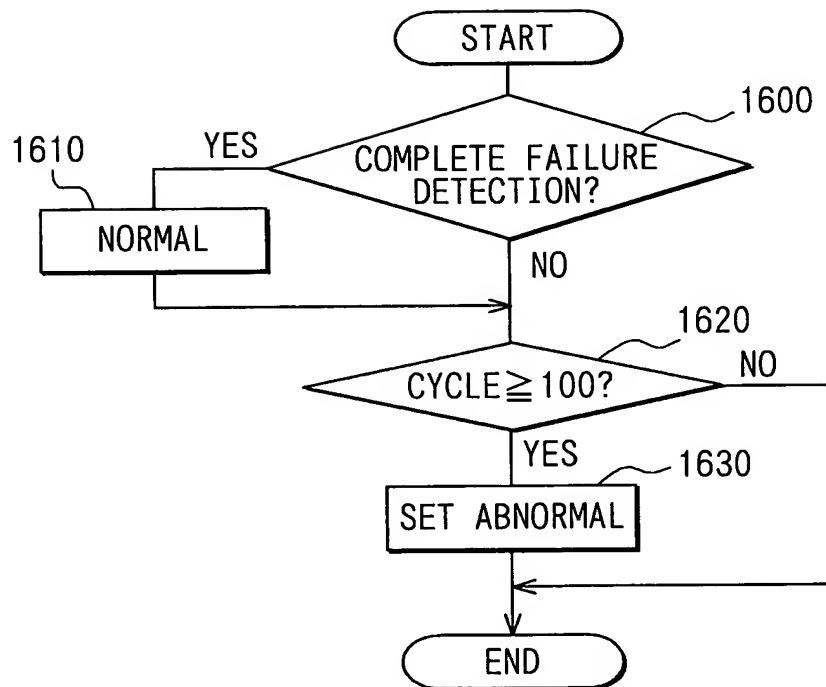 START
1600
COMPLETE FAILURE
DETECTION?
YES
1610
NORMAL
NO
1620
CYCLE≧100?
NO
YES
1630
SET ABNORMAL
END